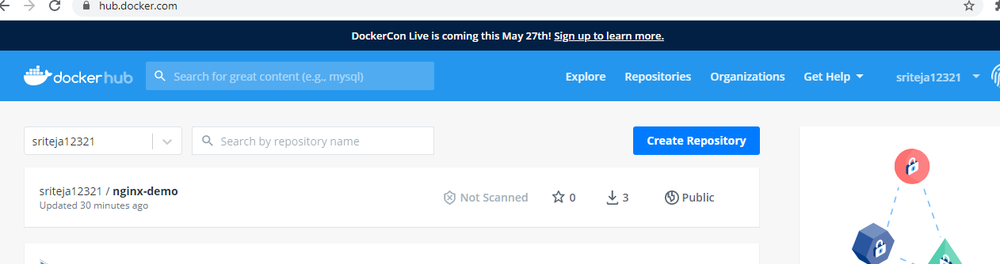 hub.docker.com
DockerCon Live is coming this May 27th! Sign up to learn more.
docker hub
Search for great content (e.g., mysql)
Explore
Repositories
Organizations
Get Help
sriteja12321
sriteja12321
Search by repository name
Create Repository
sriteja12321 / nginx-demo
Updated 30 minutes ago
Not Scanned
0
3
Public